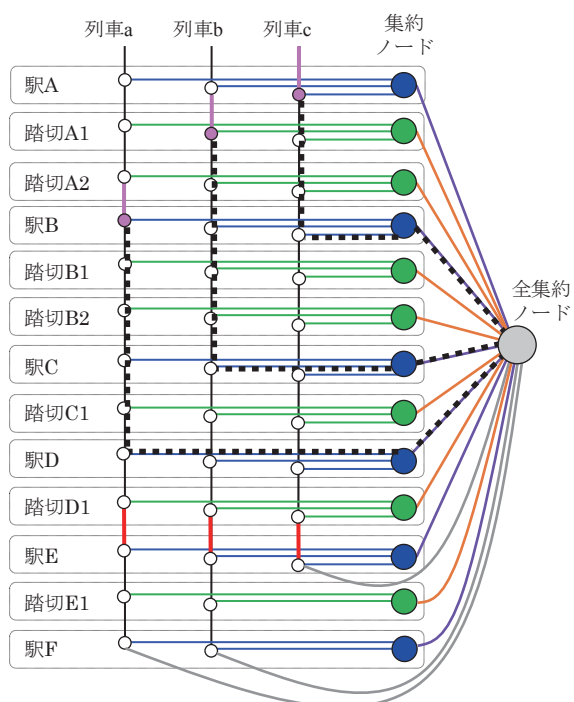 列車a
列車b
列車c
集約
ノード
駅A
踏切A1
踏切A2
駅B
踏切B1
踏切B2
駅C
踏切C1
駅D
踏切D1
駅E
踏切E1
駅F
全集約
ノード